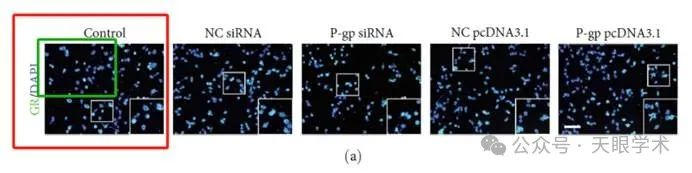 Control NC siRNA P-gp siRNA NC pcDNA3.1 P-gp pcDNA3.1
GR/DAPI
(a)
公众号 · 天眼学术